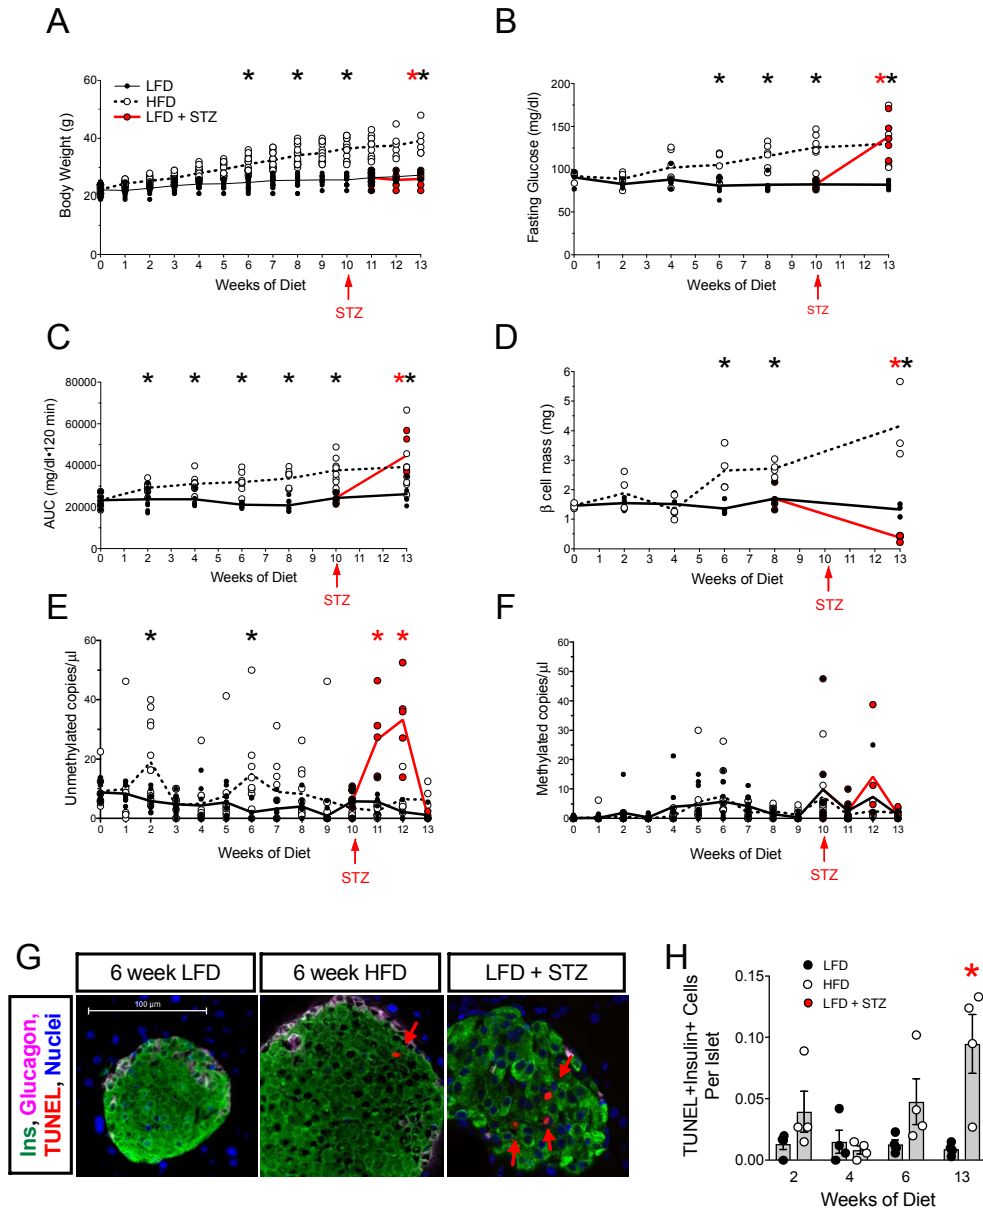 A
60
40
20
0
Body Weight (g)
LFD
HFD
LFD + STZ
* * * **
0 1 2 3 4 5 6 7 8 9 10 11 12 13
Weeks of Diet
STZ
B
200
150
100
50
0
Fasting Glucose (mg/dl)
* * * **
0 1 2 3 4 5 6 7 8 9 10 11 12 13
Weeks of Diet
STZ
C
80000
60000
40000
20000
0
AUC (mg/dl•120 min)
* * * * * **
0 1 2 3 4 5 6 7 8 9 10 11 12 13
Weeks of Diet
STZ
D
6
5
4
3
2
1
0
β cell mass (mg)
* * **
0 1 2 3 4 5 6 7 8 9 10 11 12 13
Weeks of Diet
STZ
E
60
40
20
0
Unmethylated copies/µl
* * * *
0 1 2 3 4 5 6 7 8 9 10 11 12 13
Weeks of Diet
STZ
F
60
50
40
30
20
10
0
Methylated copies/µl
0 1 2 3 4 5 6 7 8 9 10 11 12 13
Weeks of Diet
STZ
G
6 week LFD
6 week HFD
LFD + STZ
100 µm
Ins, Glucagon,
TUNEL, Nuclei
H
LFD
HFD
LFD + STZ
*
0.15
0.10
0.05
0.00
TUNEL+Insulin+ Cells
Per Islet
2 4 6 13
Weeks of Diet